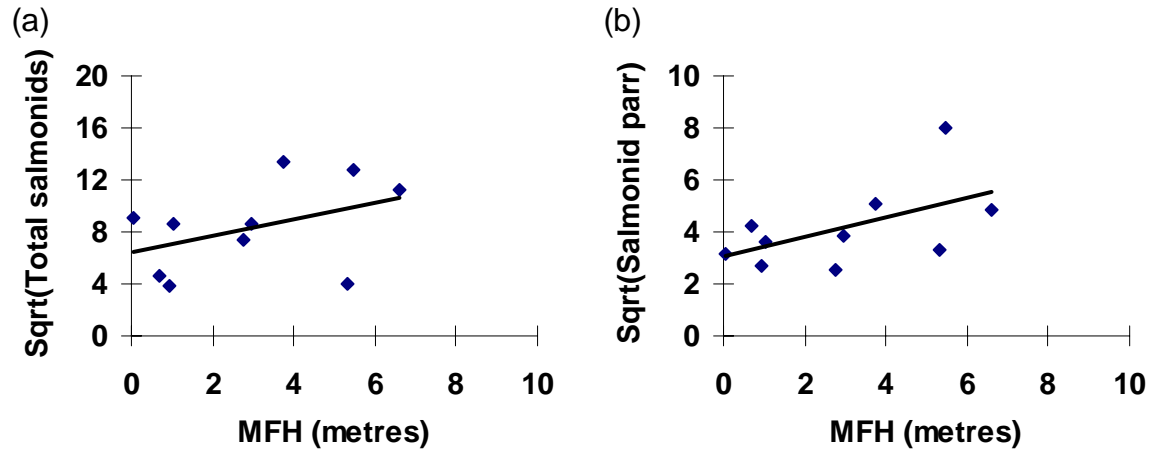 (a)
Sqrt(Total salmonids)
20
16
12
8
4
0
0 2 4 6 8 10
MFH (metres)
(b)
Sqrt(Salmonid parr)
10
8
6
4
2
0
0 2 4 6 8 10
MFH (metres)